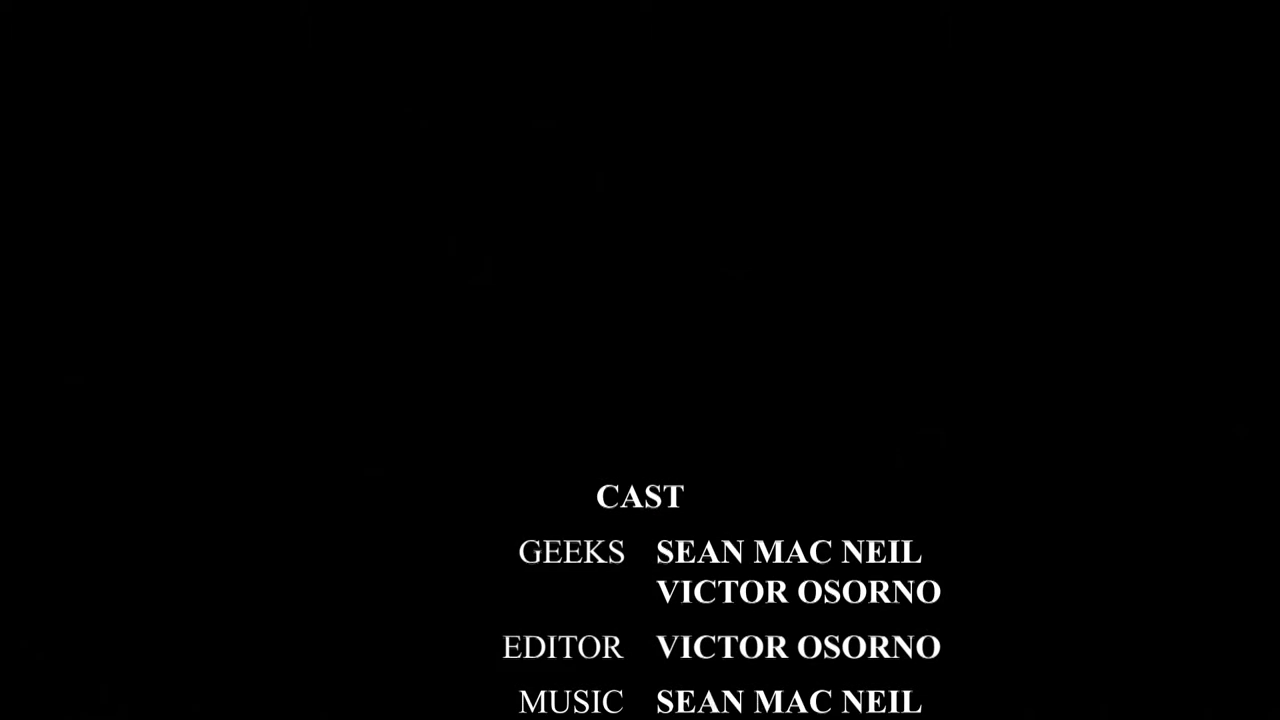 CAST
GEEKS SEAN MAC NEIL
VICTOR OSORNO
EDITOR VICTOR OSORNO
MUSIC SEAN MAC NEIL